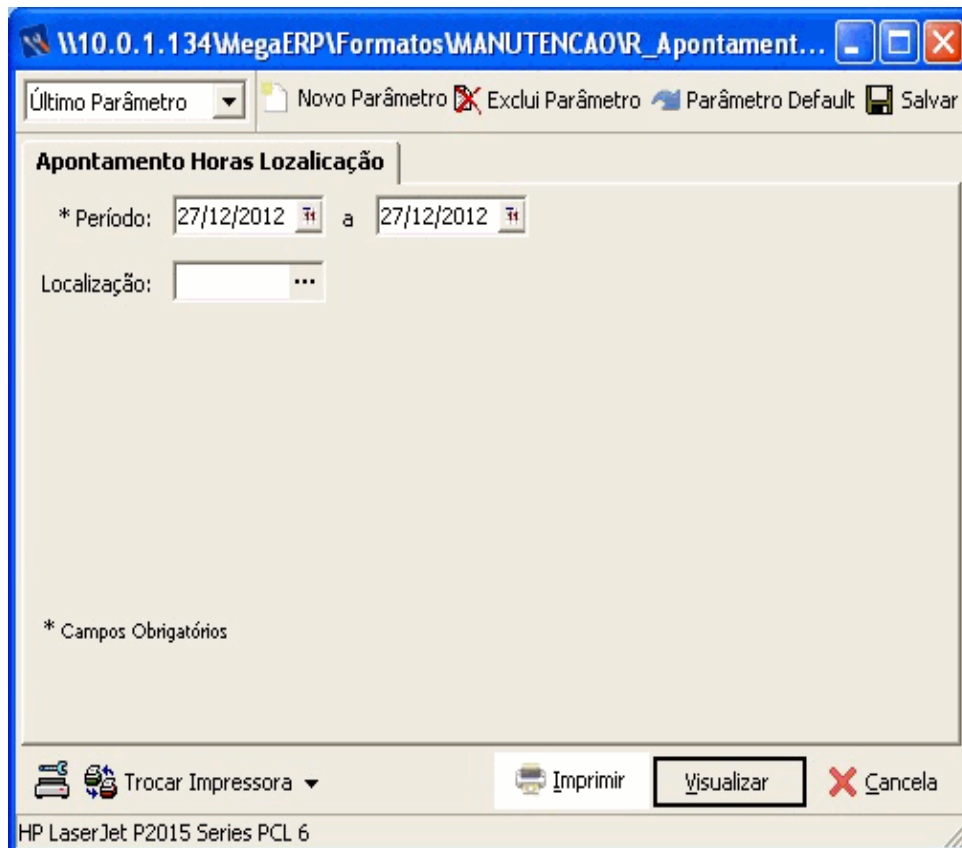 \\10.0.1.134\MegaERP\Formatos\MANUTENCAO\R_Apontament...
Último Parâmetro Novo Parâmetro Exclui Parâmetro Parâmetro Default Salvar
Apontamento Horas Lozalicação
* Período: 27/12/2012 a 27/12/2012
Localização: ...
* Campos Obrigatórios
Trocar Impressora Imprimir Visualizar Cancela
HP LaserJet P2015 Series PCL 6